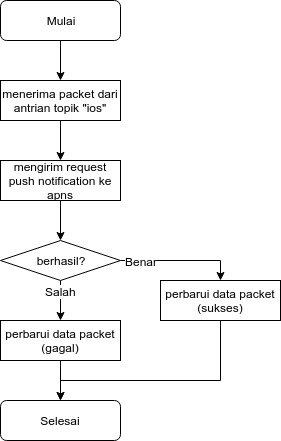 Mulai
menerima packet dari
antrian topik "ios"
mengirim request
push notification ke
apns
berhasil?
Benar
Salah
perbarui data packet
(sukses)
perbarui data packet
(gagal)
Selesai